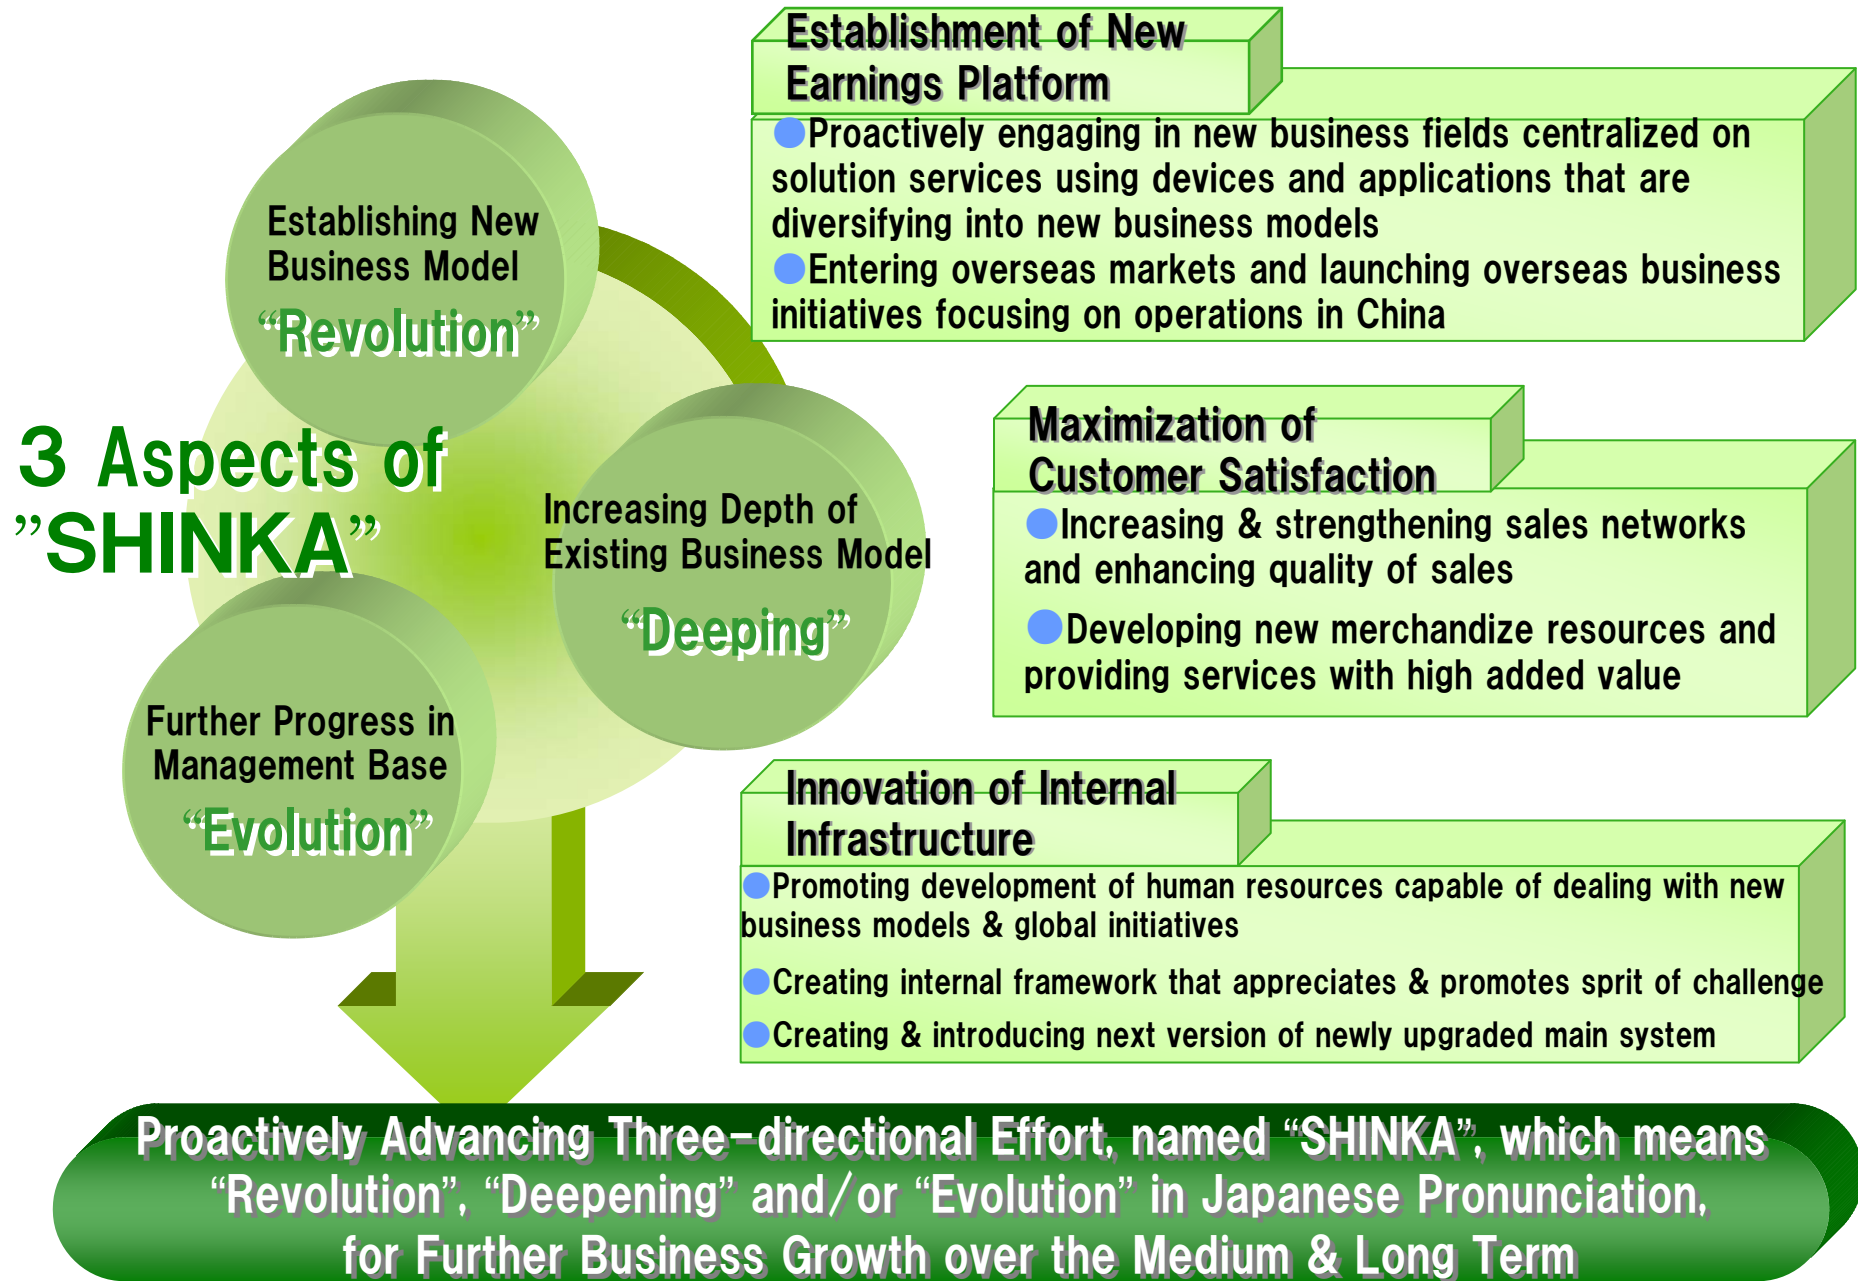 Establishment of New
Earnings Platform
●Proactively engaging in new business fields centralized on
solution services using devices and applications that are
diversifying into new business models
●Entering overseas markets and launching overseas business
initiatives focusing on operations in China
Establishing New
Business Model
“Revolution”
3 Aspects of
”SHINKA”
Increasing Depth of
Existing Business Model
“Deeping”
Further Progress in
Management Base
“Evolution”
Maximization of
Customer Satisfaction
●Increasing & strengthening sales networks
and enhancing quality of sales
●Developing new merchandize resources and
providing services with high added value
Innovation of Internal
Infrastructure
●Promoting development of human resources capable of dealing with new
business models & global initiatives
●Creating internal framework that appreciates & promotes sprit of challenge
●Creating & introducing next version of newly upgraded main system
Proactively Advancing Three-directional Effort, named “SHINKA”, which means
“Revolution”, “Deepening” and/or “Evolution” in Japanese Pronunciation,
for Further Business Growth over the Medium & Long Term